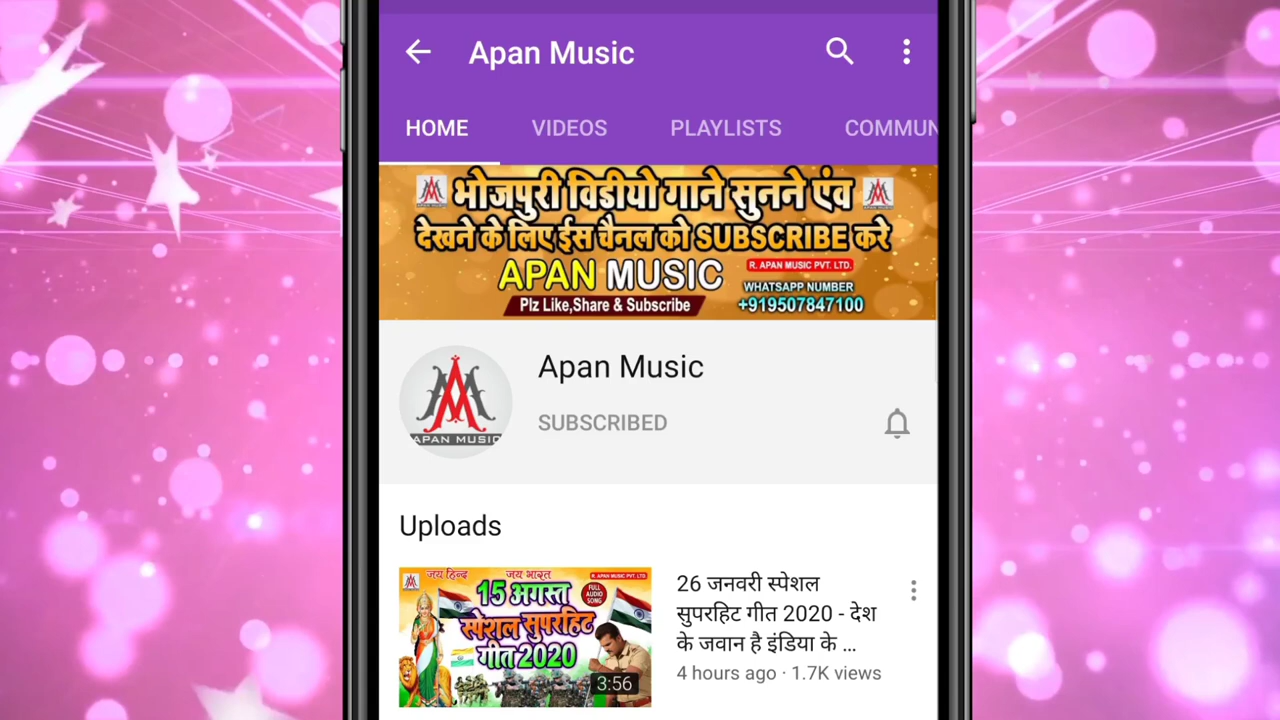 Apan Music
HOME VIDEOS PLAYLISTS COMMUN
भोजपुरी विडीयो गाने सुनने एंव
देखने के लिए ईस चैनल को SUBSCRIBE करे
APAN MUSIC
R. APAN MUSIC PVT. LTD.
Plz Like,Share & Subscribe
WHATSAPP NUMBER
+919507847100
Apan Music
SUBSCRIBED
APAN MUSIC
Uploads
जय हिन्द जय भारत
R. APAN MUSIC PVT. LTD
15 अगस्त
FULL
AUDIO
SONG
स्पेशल सुपरहिट
गीत 2020
3:56
26 जनवरी स्पेशल
सुपरहिट गीत 2020 - देश
के जवान है इंडिया के ...
4 hours ago · 1.7K views